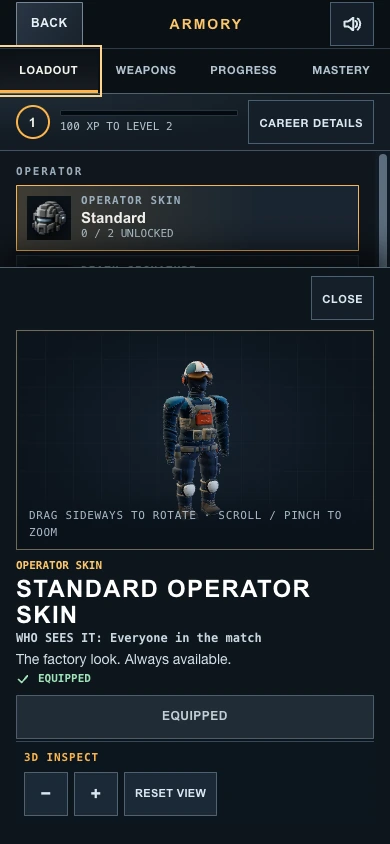 BACK
ARMORY
LOADOUT
WEAPONS
PROGRESS
MASTERY
1
100 XP TO LEVEL 2
CAREER DETAILS
OPERATOR
OPERATOR SKIN
Standard
0 / 2 UNLOCKED
CLOSE
DRAG SIDEWAYS TO ROTATE · SCROLL / PINCH TO
ZOOM
OPERATOR SKIN
STANDARD OPERATOR
SKIN
WHO SEES IT: Everyone in the match
The factory look. Always available.
EQUIPPED
EQUIPPED
3D INSPECT
−
+
RESET VIEW